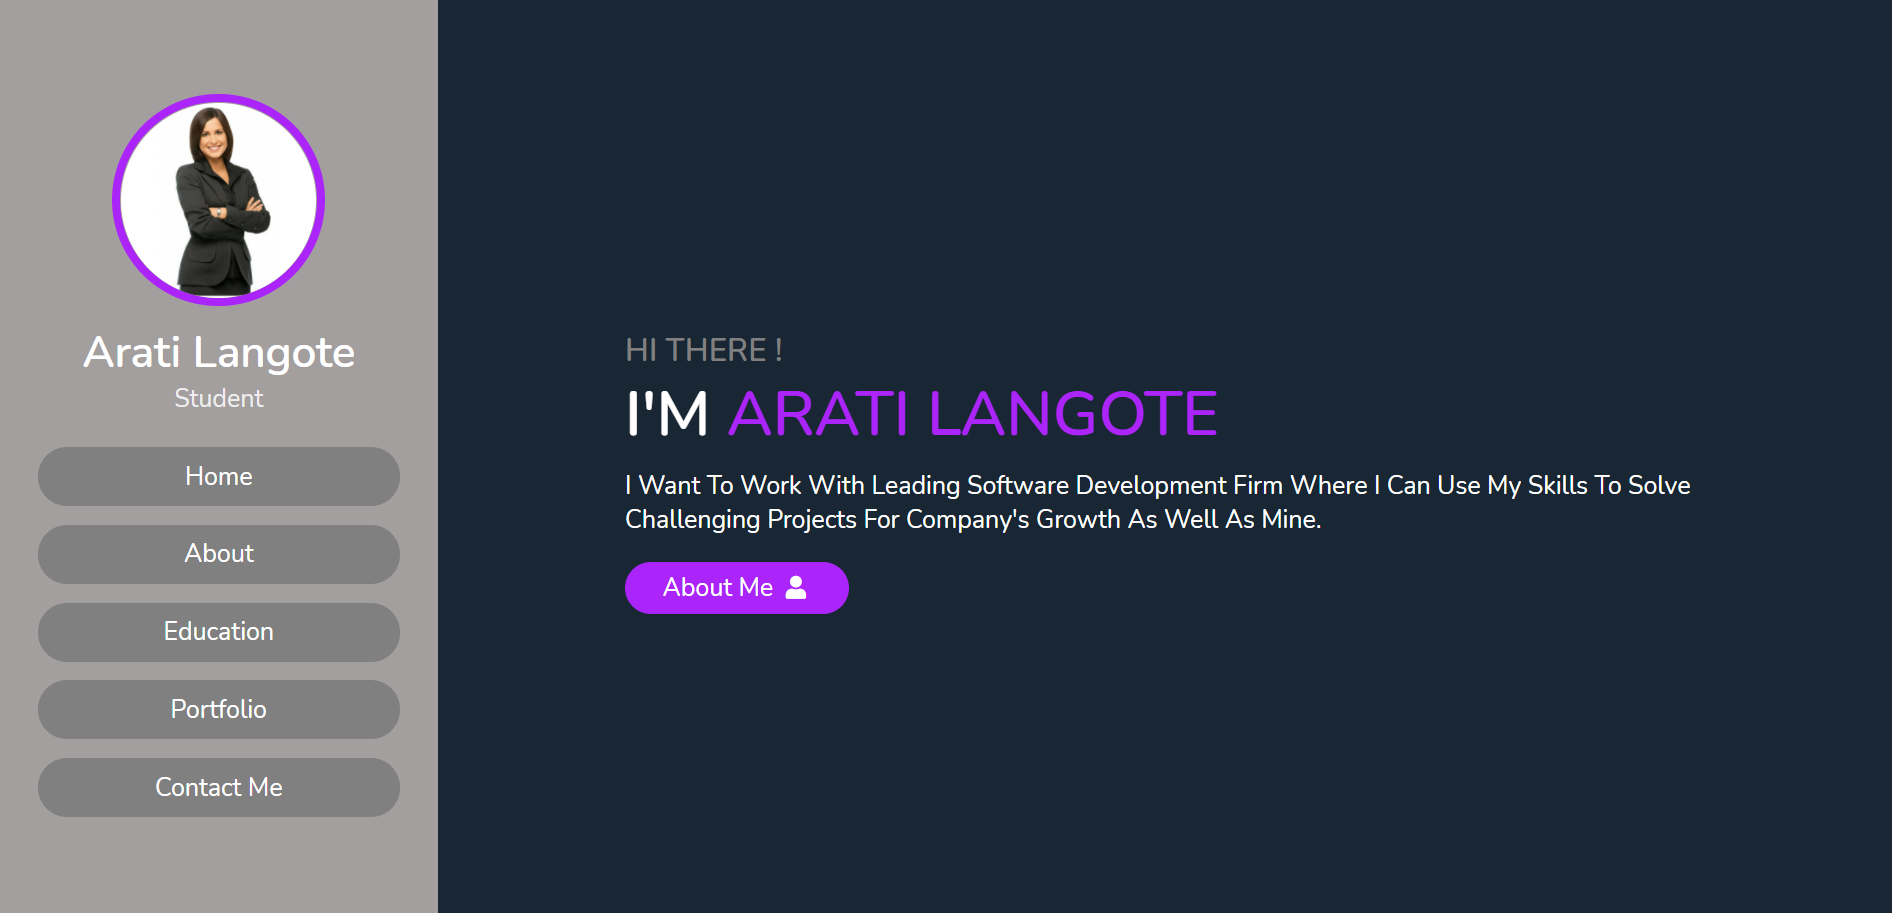 Arati Langote
Student
Home
About
Education
Portfolio
Contact Me
HI THERE !
I'M ARATI LANGOTE
I Want To Work With Leading Software Development Firm Where I Can Use My Skills To Solve
Challenging Projects For Company's Growth As Well As Mine.
About Me